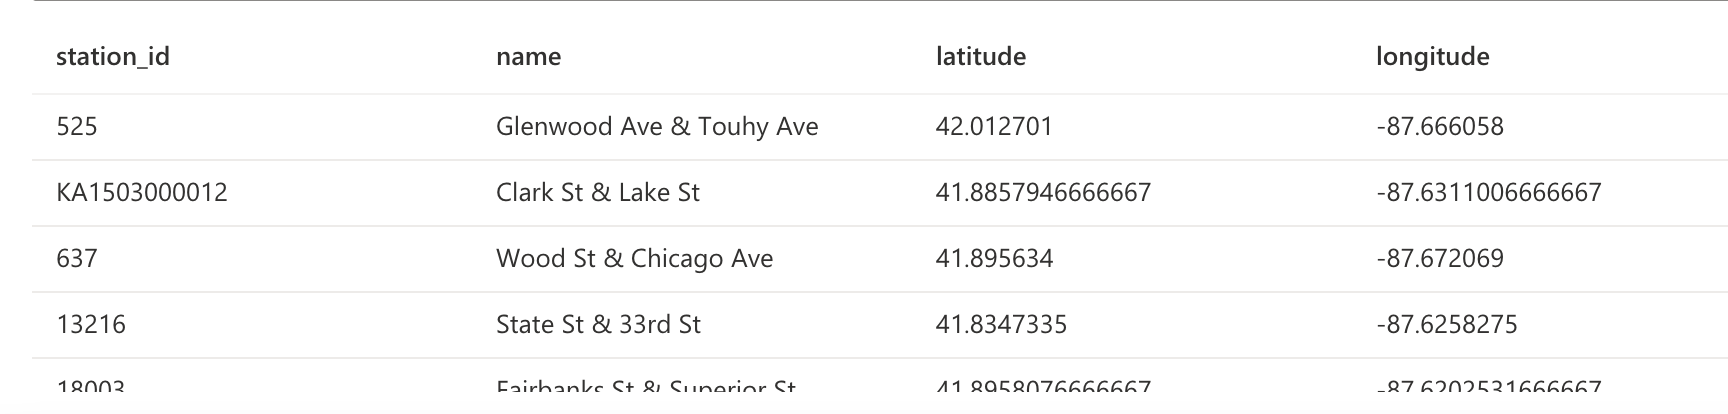 station_id name latitude longitude
525 Glenwood Ave & Touhy Ave 42.012701 -87.666058
KA1503000012 Clark St & Lake St 41.8857946666667 -87.6311006666667
637 Wood St & Chicago Ave 41.895634 -87.672069
13216 State St & 33rd St 41.8347335 -87.6258275
18003 Fairbanks St & Superior St 41.8958076666667 -87.6202531666667